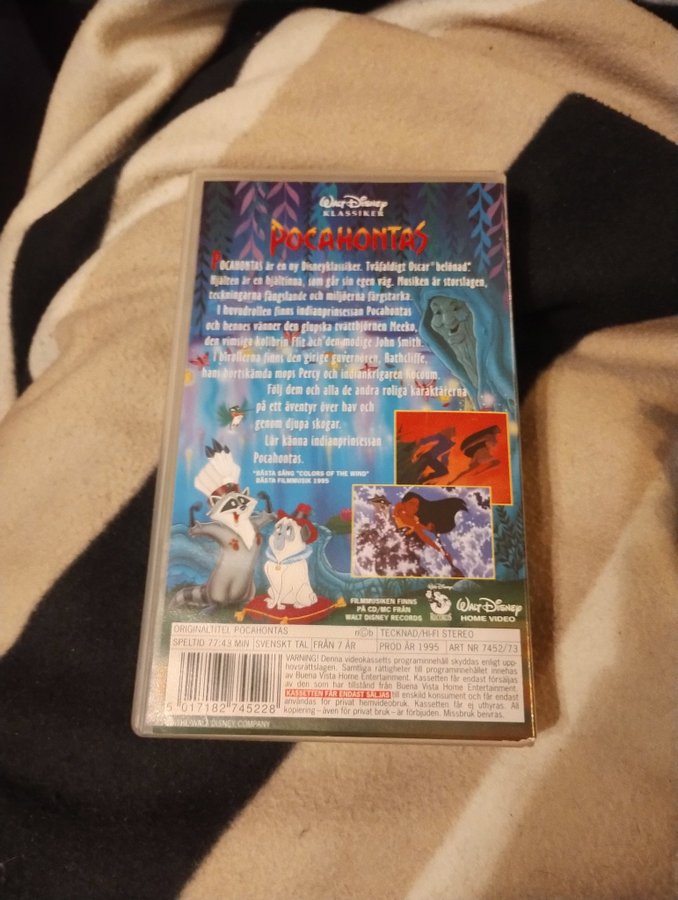 WALT DISNEY
KLASSIKER
POCAHONTAS
POCAHONTAS är en ny Disneyklassiker. Tvåfaldigt Oscar* belönad.
Hjälten är en hjältinna, som går sin egen väg. Musiken är storslagen,
teckningarna fängslande och miljöerna färgstarka.
I huvudrollen finns indianprinsessan Pocahontas
och hennes vänner den glupska tvättbjörnen Meeko,
den vimsige kolibrin Flit och den modige John Smith.
I birollerna finns den girige guvernören, Rathcliffe,
hans bortskämda mops Percy och indiankrigaren Kocoum.
Följ dem och alla de andra roliga karaktärerna
på ett äventyr över hav och
genom djupa skogar.
Lär känna indianprinsessan
Pocahontas.
*BÄSTA SÅNG "COLORS OF THE WIND"
BÄSTA FILMMUSIK 1995
FILMMUSIKEN FINNS
PÅ CD/MC FRÅN
WALT DISNEY RECORDS
WALT DISNEY
RECORDS
WALT DISNEY
HOME VIDEO
ORIGINALTITEL POCAHONTAS n©b TECKNAD/HI-FI STEREO
SPELTID 77:43 MIN SVENSKT TAL FRÅN 7 ÅR PROD ÅR 1995 ART NR 7452/73
VARNING! Denna videokassetts programinnehåll skyddas enligt upp-
hovsrättslagen. Samtliga rättigheter till programinnehållet innehas
av Buena Vista Home Entertainment. Kassetten får endast försäljas
av den som har tillstånd från Buena Vista Home Entertainment.
KASSETTEN FÅR ENDAST SÄLJAS till enskild konsument och får endast
användas för privat hemvideobruk. Kassetten får ej uthyras. All
kopiering – även för privat bruk – är förbjuden. Missbruk beivras.
5 017182 745228
THE WALT DISNEY COMPANY